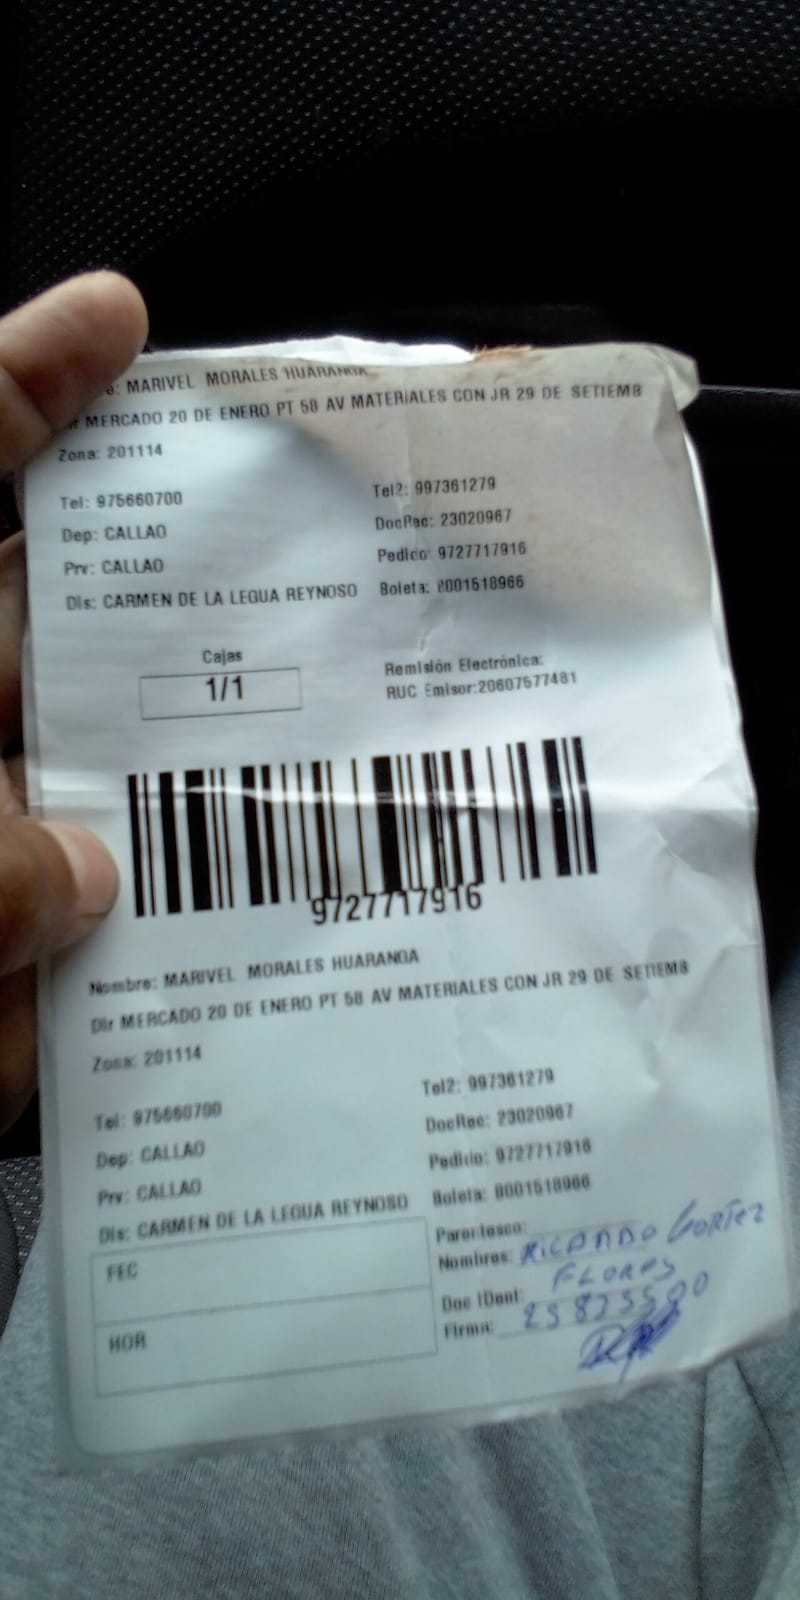 e: MARIVEL MORALES HUARANGA
Dir MERCADO 20 DE ENERO PT 58 AV MATERIALES CON JR 29 DE SETIEMB
Zona: 201114
Tel: 975660700 Tel2: 997361279
Dep: CALLAO DocRec: 23020967
Prv: CALLAO Pedido: 9727717916
Dis: CARMEN DE LA LEGUA REYNOSO Boleta: B001518966
Cajas
1/1
Remisión Electrónica:
RUC Emisor:20607577481
9727717916
Nombre: MARIVEL MORALES HUARANGA
Dir MERCADO 20 DE ENERO PT 58 AV MATERIALES CON JR 29 DE SETIEMB
Zona: 201114
Tel: 975660700 Tel2: 997361279
Dep: CALLAO DocRec: 23020967
Prv: CALLAO Pedido: 9727717916
Dis: CARMEN DE LA LEGUA REYNOSO Boleta: B001518966
FEC
HOR
Parentesco:
Nombres: RICARDO CORTEZ
FLORES
Doc IDent:
Firma: